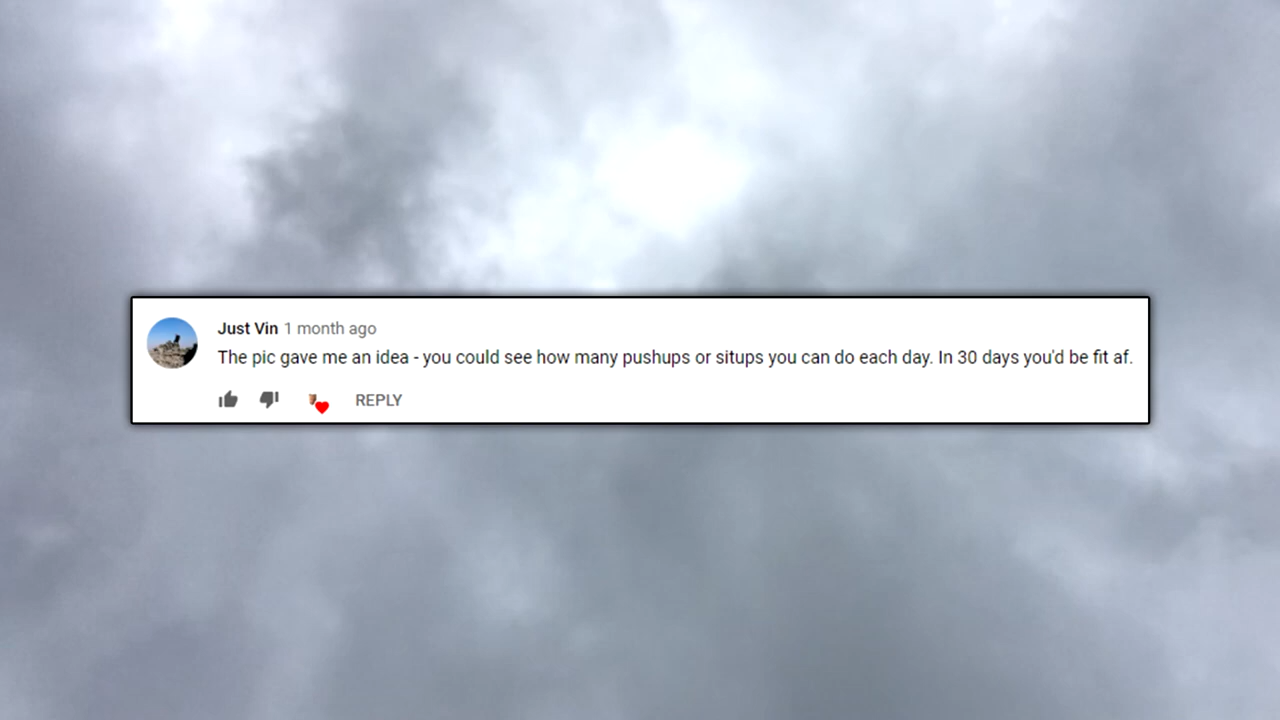 Just Vin 1 month ago
The pic gave me an idea - you could see how many pushups or situps you can do each day. In 30 days you'd be fit af.
REPLY